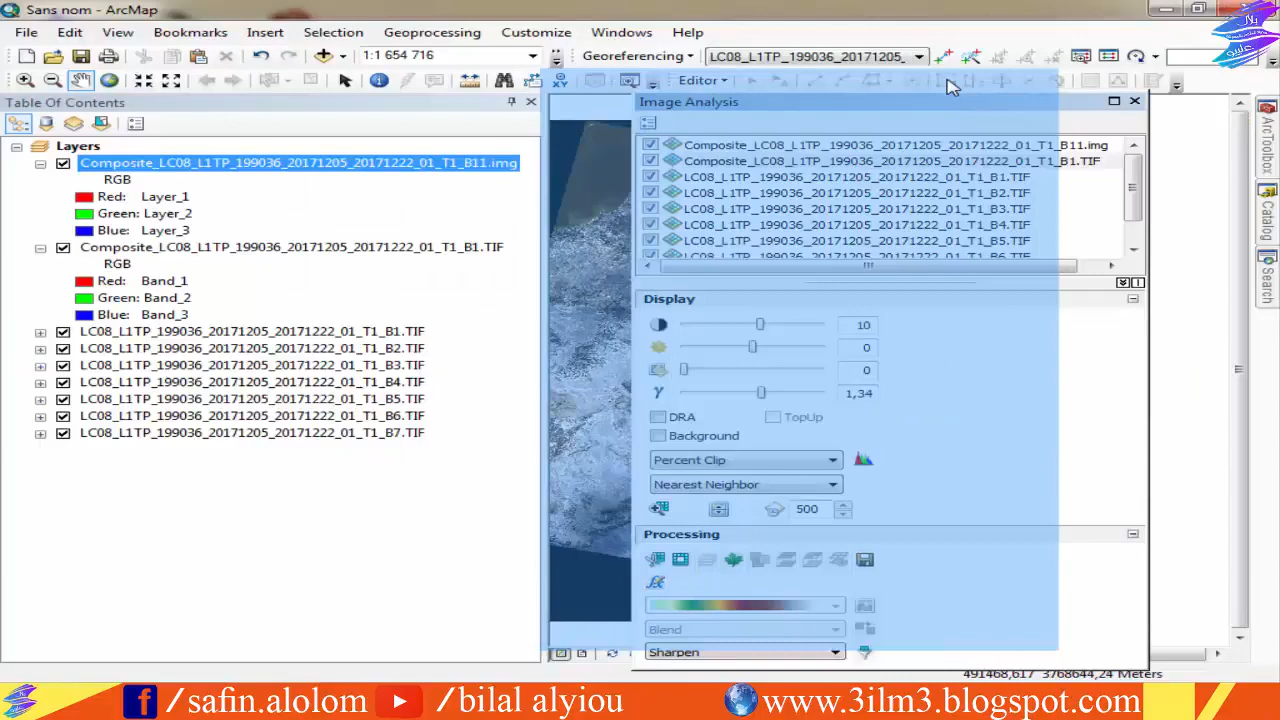 Sans nom - ArcMap
File Edit View Bookmarks Insert Selection Geoprocessing Customize Windows Help
1:1 654 716 Georeferencing LC08_L1TP_199036_20171205_
Editor
Table Of Contents
Layers
Composite_LC08_L1TP_199036_20171205_20171222_01_T1_B11.img
RGB
Red: Layer_1
Green: Layer_2
Blue: Layer_3
Composite_LC08_L1TP_199036_20171205_20171222_01_T1_B1.TIF
RGB
Red: Band_1
Green: Band_2
Blue: Band_3
LC08_L1TP_199036_20171205_20171222_01_T1_B1.TIF
LC08_L1TP_199036_20171205_20171222_01_T1_B2.TIF
LC08_L1TP_199036_20171205_20171222_01_T1_B3.TIF
LC08_L1TP_199036_20171205_20171222_01_T1_B4.TIF
LC08_L1TP_199036_20171205_20171222_01_T1_B5.TIF
LC08_L1TP_199036_20171205_20171222_01_T1_B6.TIF
LC08_L1TP_199036_20171205_20171222_01_T1_B7.TIF
Image Analysis
Composite_LC08_L1TP_199036_20171205_20171222_01_T1_B11.img
Composite_LC08_L1TP_199036_20171205_20171222_01_T1_B1.TIF
LC08_L1TP_199036_20171205_20171222_01_T1_B1.TIF
LC08_L1TP_199036_20171205_20171222_01_T1_B2.TIF
LC08_L1TP_199036_20171205_20171222_01_T1_B3.TIF
LC08_L1TP_199036_20171205_20171222_01_T1_B4.TIF
LC08_L1TP_199036_20171205_20171222_01_T1_B5.TIF
LC08_L1TP_199036_20171205_20171222_01_T1_B6.TIF
Display
10
0
0
γ 1,34
DRA TopUp
Background
Percent Clip
Nearest Neighbor
500
Processing
Blend
Sharpen
ArcToolbox
Catalog
Search
491468,617 3768644,24 Meters
f /safin.alolom /bilal alyiou www.3ilm3.blogspot.com